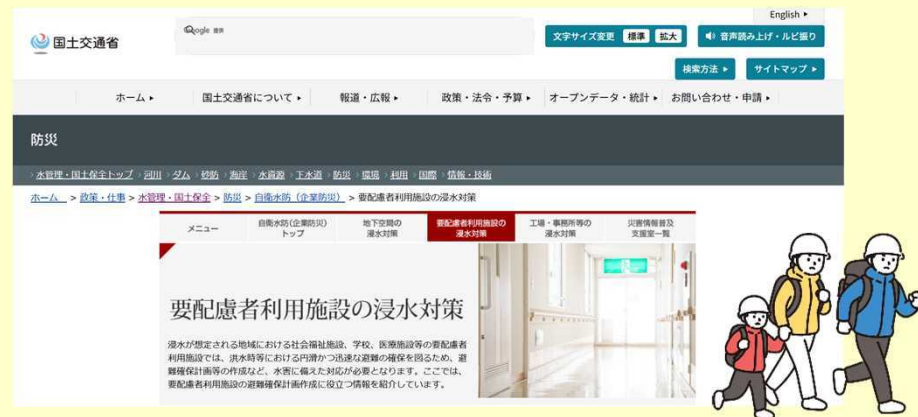 English ▸
国土交通省
Google 提供
文字サイズ変更 標準 拡大
音声読み上げ・ルビ振り
検索方法 ▸
サイトマップ ▸
ホーム ▸ 国土交通省について ▸ 報道・広報 ▸ 政策・法令・予算 ▸ オープンデータ・統計 ▸ お問い合わせ・申請 ▸
防災
> 水管理・国土保全トップ > 河川 > ダム > 砂防 > 海岸 > 水資源 > 下水道 > 防災 > 環境 > 利用 > 国際 > 情報・技術
ホーム > 政策・仕事 > 水管理・国土保全 > 防災 > 自衛水防（企業防災） > 要配慮者利用施設の浸水対策
メニュー
自衛水防(企業防災)
トップ
地下空間の
浸水対策
要配慮者利用施設の
浸水対策
工場・事務所等の
浸水対策
災害情報普及
支援室一覧
要配慮者利用施設の浸水対策
浸水が想定される地域における社会福祉施設、学校、医療施設等の要配慮者
利用施設では、洪水時等における円滑かつ迅速な避難の確保を図るため、避
難確保計画等の作成など、水害に備えた対応が必要となります。ここでは、
要配慮者利用施設の避難確保計画作成に役立つ情報を紹介しています。